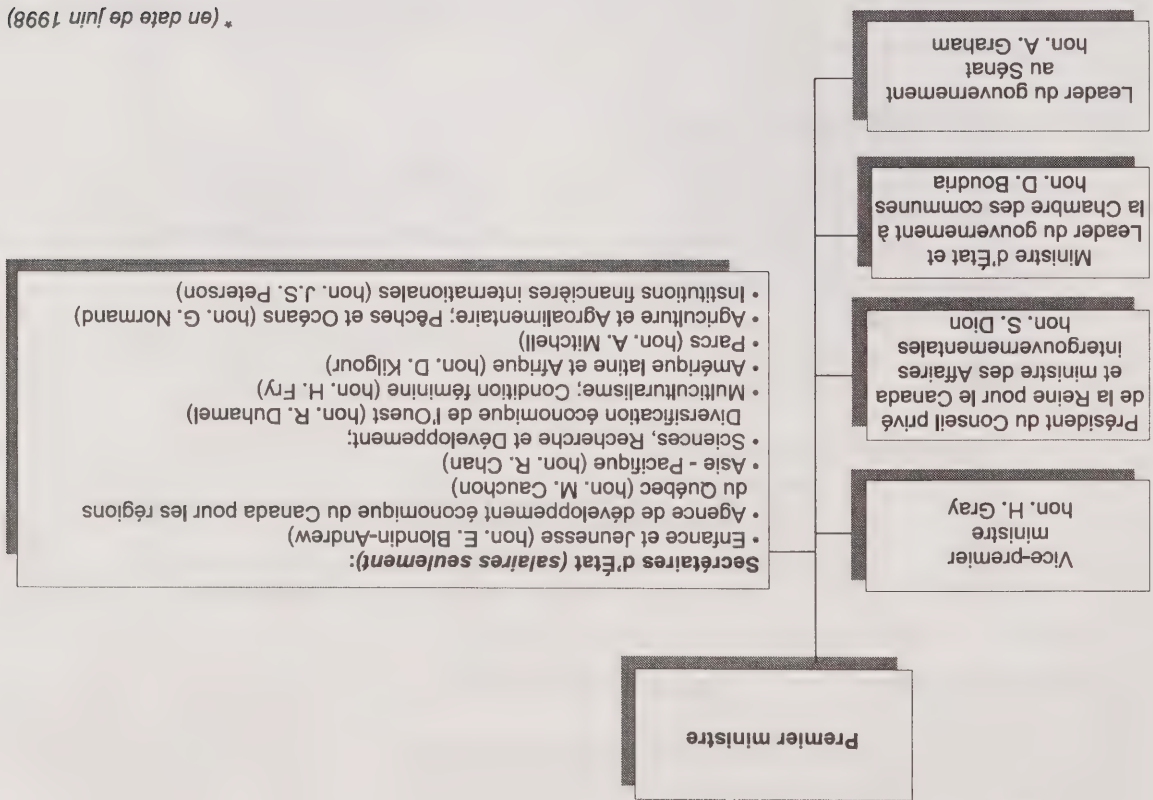 Premier ministre
Vice-premier
ministre
hon. H. Gray
Président du Conseil privé
de la Reine pour le Canada
et ministre des Affaires
intergouvernementales
hon. S. Dion
Ministre d'État et
Leader du gouvernement à
la Chambre des communes
hon. D. Boudria
Leader du gouvernement
au Sénat
hon. A. Graham
Secrétaires d'État (salaires seulement):
• Enfance et Jeunesse (hon. E. Blondin-Andrew)
• Agence de développement économique du Canada pour les régions
du Québec (hon. M. Cauchon)
• Asie - Pacifique (hon. R. Chan)
• Sciences, Recherche et Développement;
Diversification économique de l'Ouest (hon. R. Duhamel)
• Multiculturalisme; Condition féminine (hon. H. Fry)
• Amérique latine et Afrique (hon. D. Kilgour)
• Parcs (hon. A. Mitchell)
• Agriculture et Agroalimentaire; Pêches et Océans (hon. G. Normand)
• Institutions financières internationales (hon. J.S. Peterson)
* (en date de juin 1998)